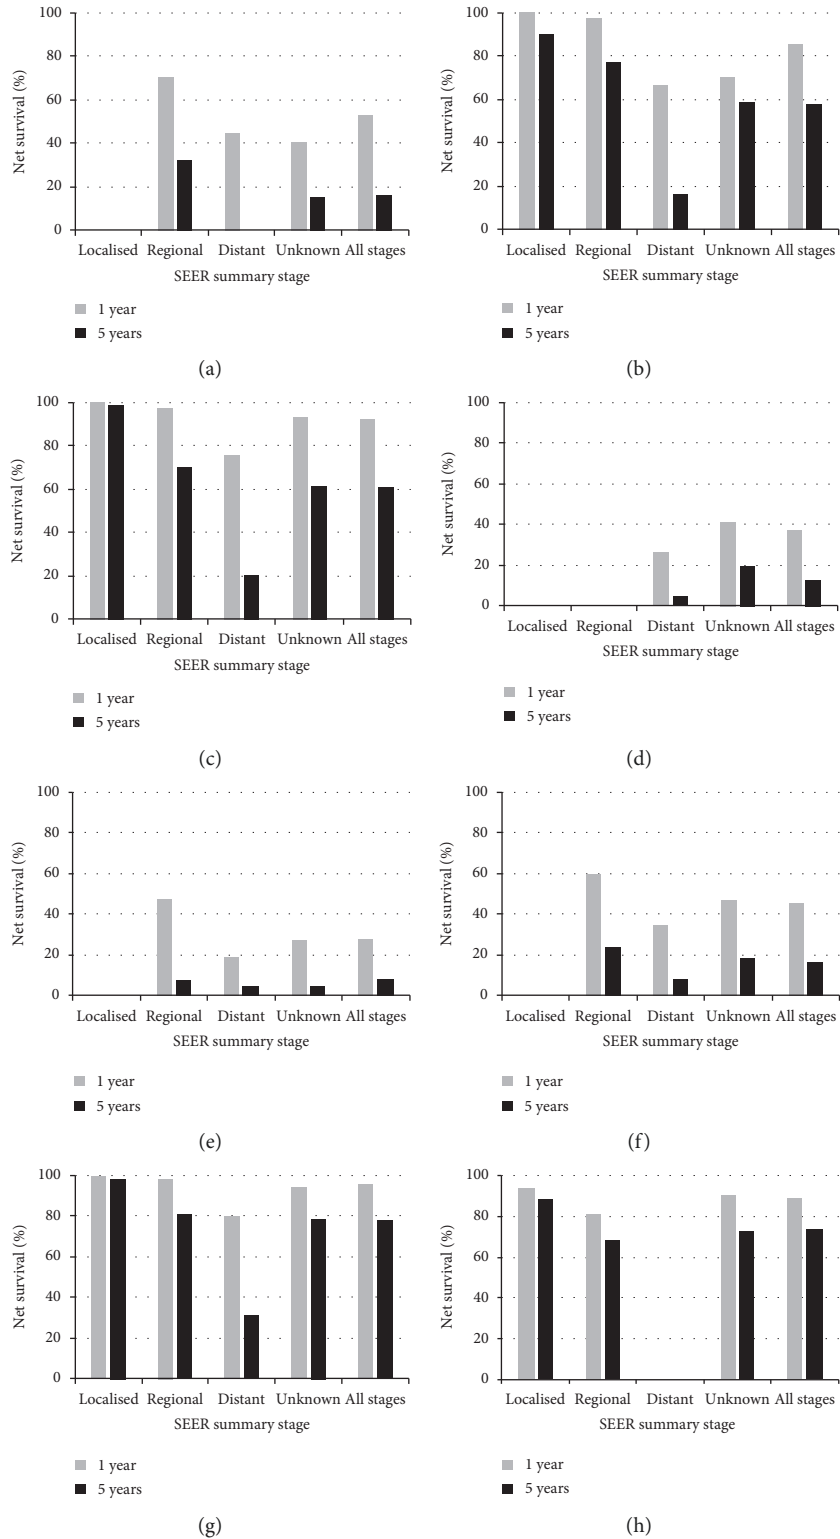 100
80
60
40
20
0
Net survival (%)
Localised Regional Distant Unknown All stages
SEER summary stage
1 year
5 years
(a)
100
80
60
40
20
0
Net survival (%)
Localised Regional Distant Unknown All stages
SEER summary stage
1 year
5 years
(b)
100
80
60
40
20
0
Net survival (%)
Localised Regional Distant Unknown All stages
SEER summary stage
1 year
5 years
(c)
100
80
60
40
20
0
Net survival (%)
Localised Regional Distant Unknown All stages
SEER summary stage
1 year
5 years
(d)
100
80
60
40
20
0
Net survival (%)
Localised Regional Distant Unknown All stages
SEER summary stage
1 year
5 years
(e)
100
80
60
40
20
0
Net survival (%)
Localised Regional Distant Unknown All stages
SEER summary stage
1 year
5 years
(f)
100
80
60
40
20
0
Net survival (%)
Localised Regional Distant Unknown All stages
SEER summary stage
1 year
5 years
(g)
100
80
60
40
20
0
Net survival (%)
Localised Regional Distant Unknown All stages
SEER summary stage
1 year
5 years
(h)